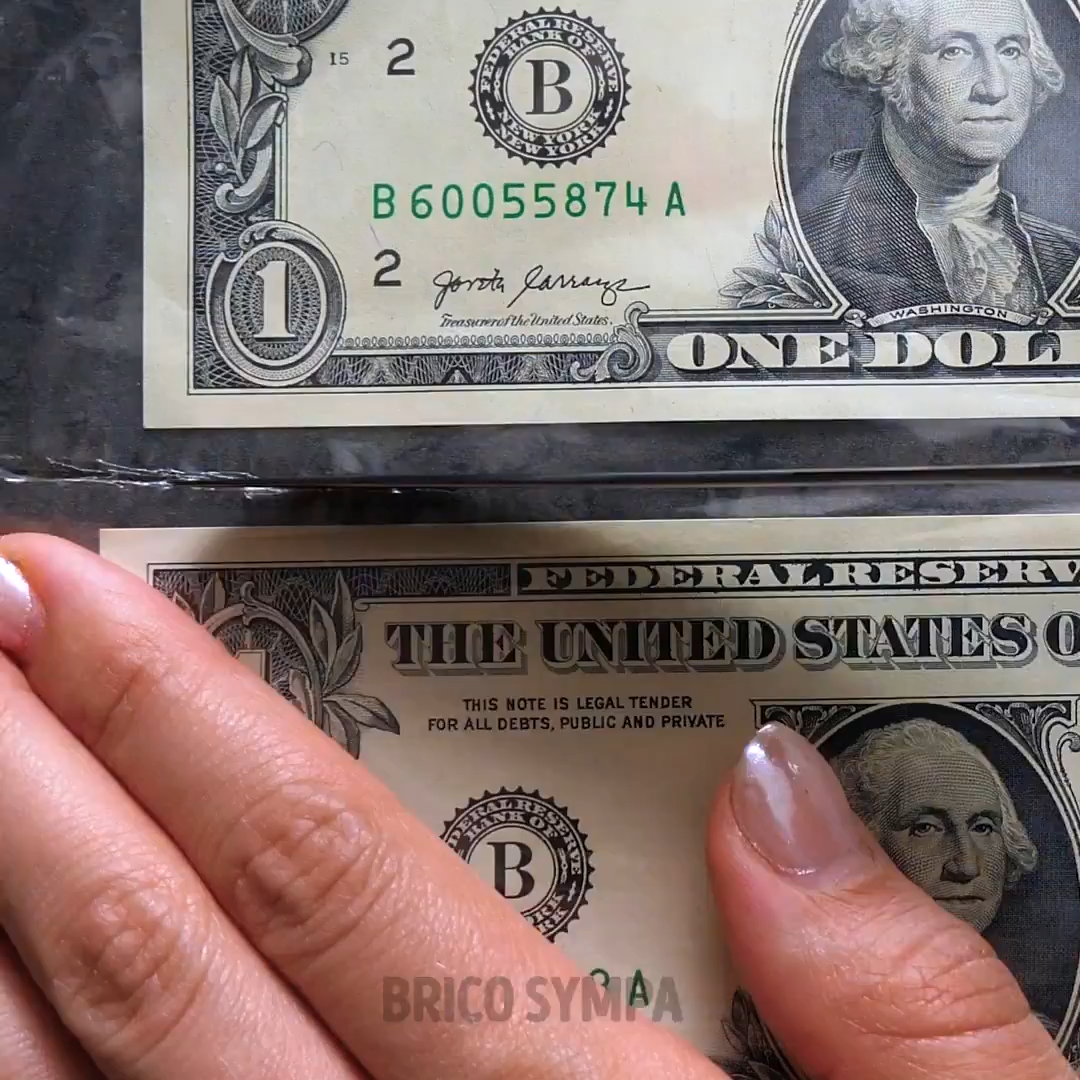 I5 2
FEDERAL RESERVE
BANK OF
B
NEW YORK
NEW YORK
B 60055874 A
2
Treasurer of the United States.
1
WASHINGTON
ONE DOLL
FEDERAL RESERV
THE UNITED STATES O
THIS NOTE IS LEGAL TENDER
FOR ALL DEBTS, PUBLIC AND PRIVATE
FEDERAL RESERVE
BANK OF
B
A
BRICO SYMPA